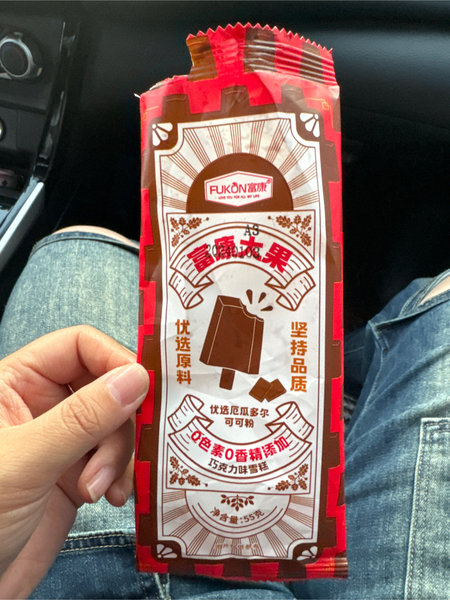 FUKON富康
LOVE YOU FOR ALL MY LIFE
A3
20240103
富康大果
优选原料
坚持品质
优选厄瓜多尔
可可粉
0色素0香精添加
巧克力味雪糕
净含量:55克